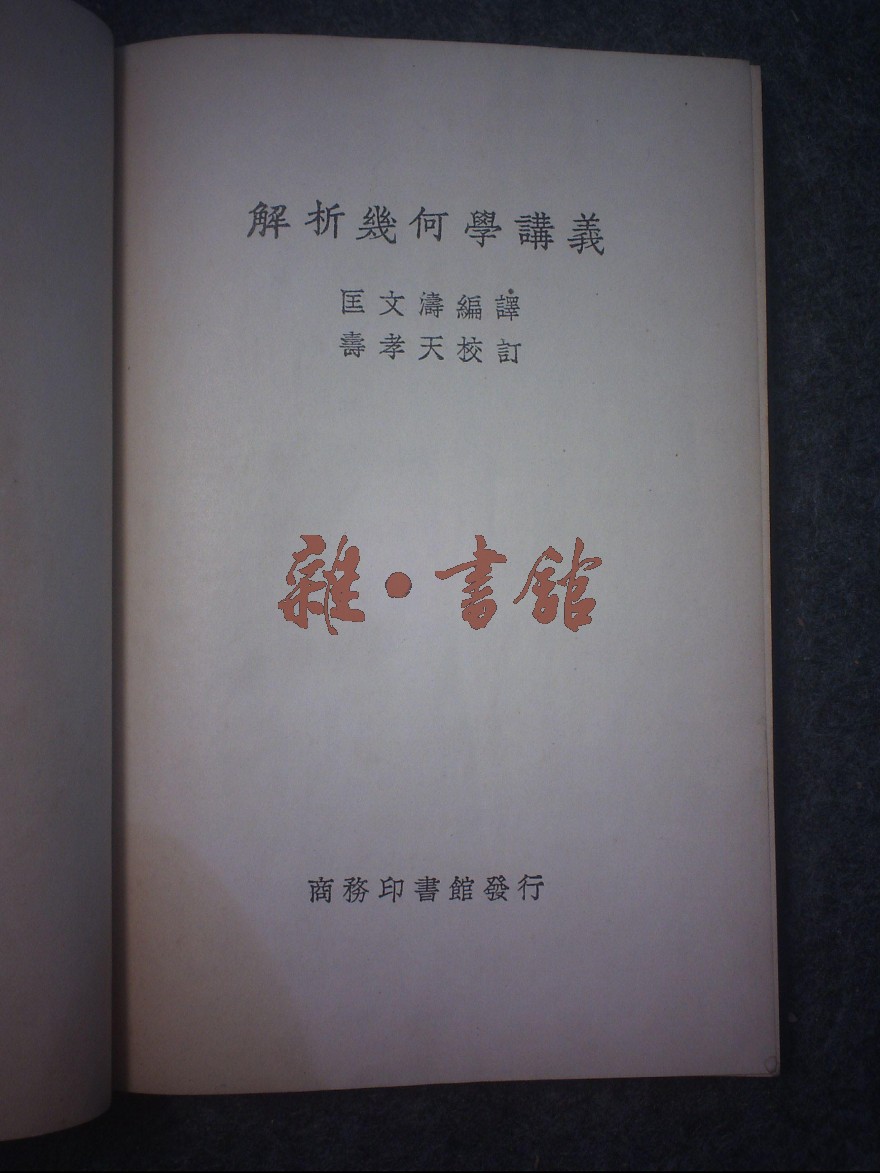 解析幾何學講義
匡文濤編譯
壽孝天校訂
雜·書館
商務印書館發行